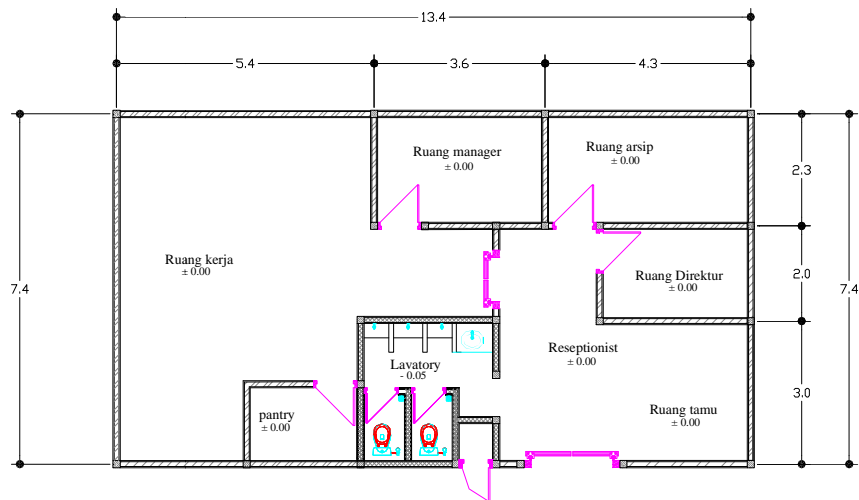 13.4
5.4
3.6
4.3
Ruang manager
± 0.00
Ruang arsip
± 0.00
2.3
Ruang kerja
± 0.00
Ruang Direktur
± 0.00
2.0
7.4
7.4
Reseptionist
± 0.00
Lavatory
- 0.05
3.0
pantry
± 0.00
Ruang tamu
± 0.00